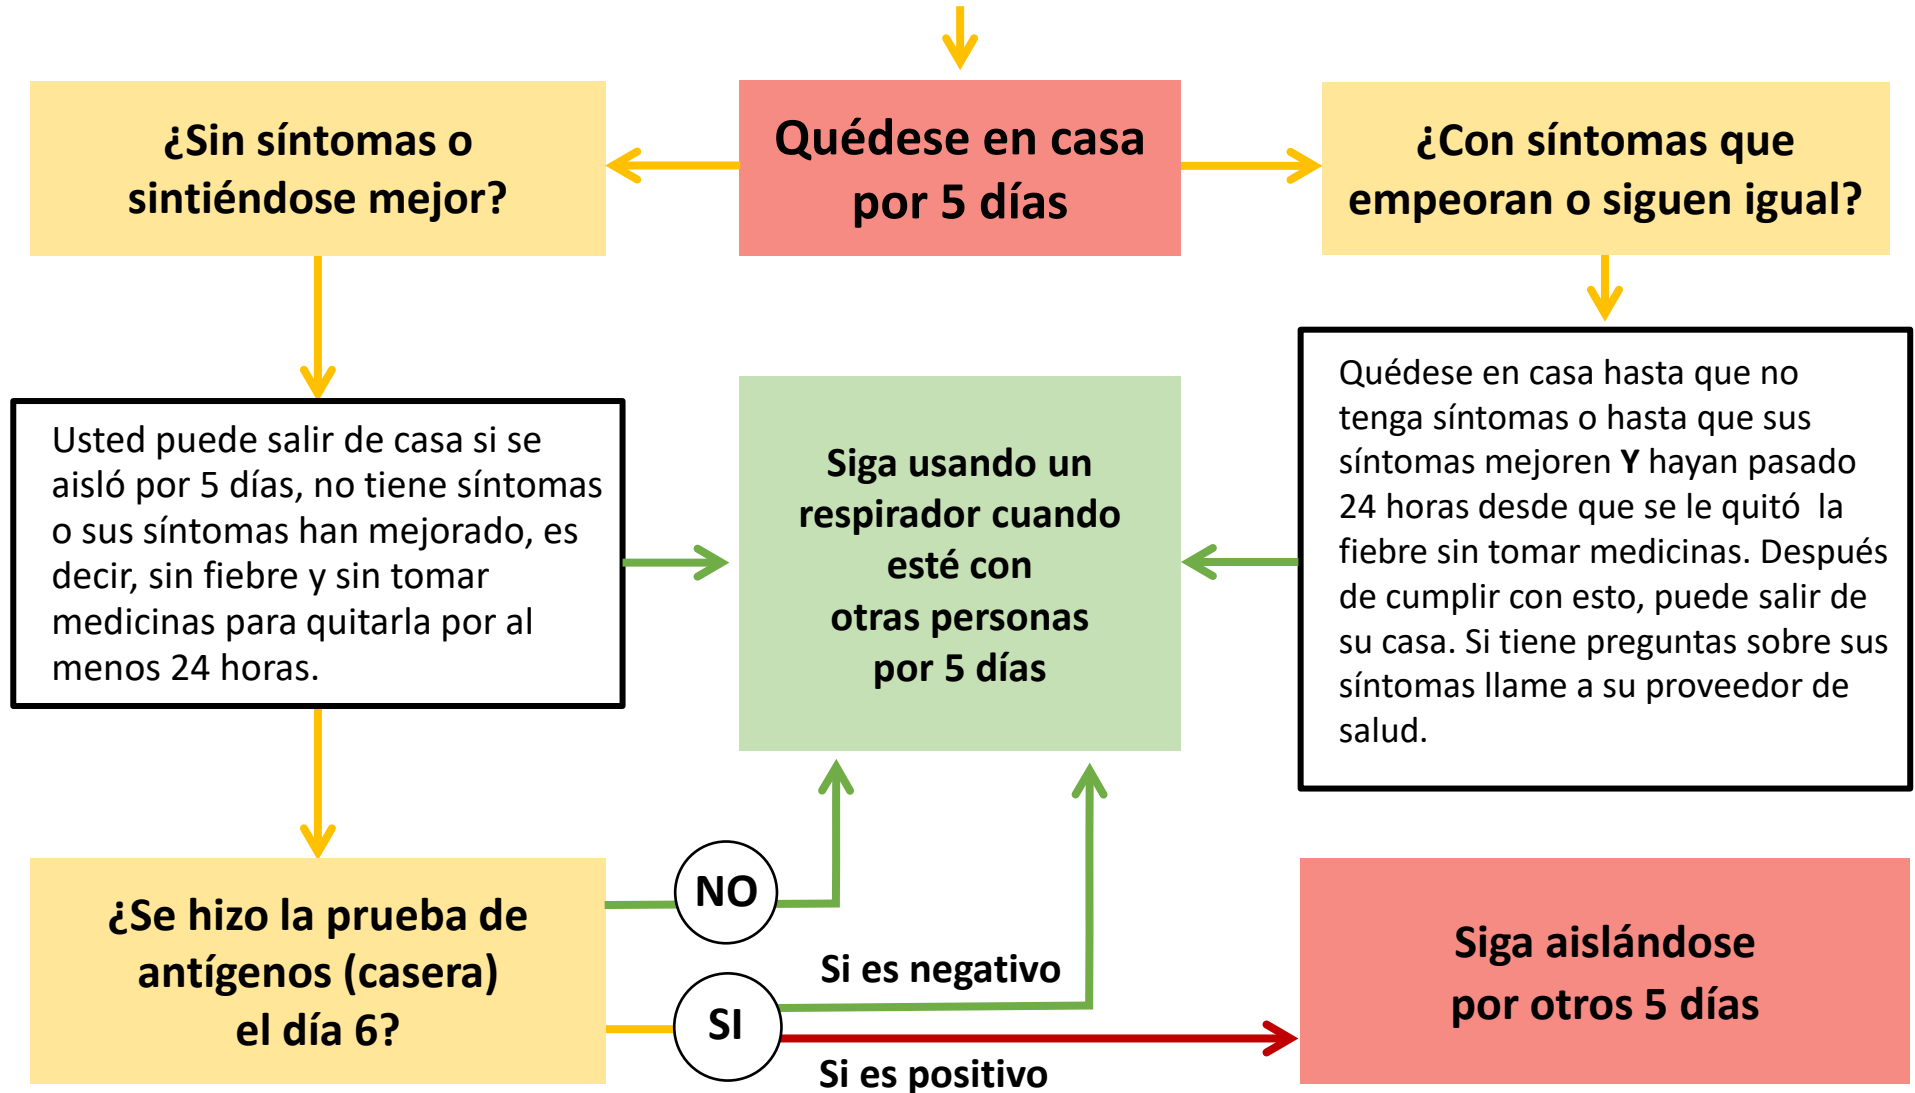 ¿Sin síntomas o
sintiéndose mejor?
Quédese en casa
por 5 días
¿Con síntomas que
empeoran o siguen igual?
Usted puede salir de casa si se
aisló por 5 días, no tiene síntomas
o sus síntomas han mejorado, es
decir, sin fiebre y sin tomar
medicinas para quitarla por al
menos 24 horas.
Siga usando un
respirador cuando
esté con
otras personas
por 5 días
Quédese en casa hasta que no
tenga síntomas o hasta que sus
síntomas mejoren Y hayan pasado
24 horas desde que se le quitó la
fiebre sin tomar medicinas. Después
de cumplir con esto, puede salir de
su casa. Si tiene preguntas sobre sus
síntomas llame a su proveedor de
salud.
¿Se hizo la prueba de
antígenos (casera)
el día 6?
NO
SI
Si es negativo
Si es positivo
Siga aislándose
por otros 5 días